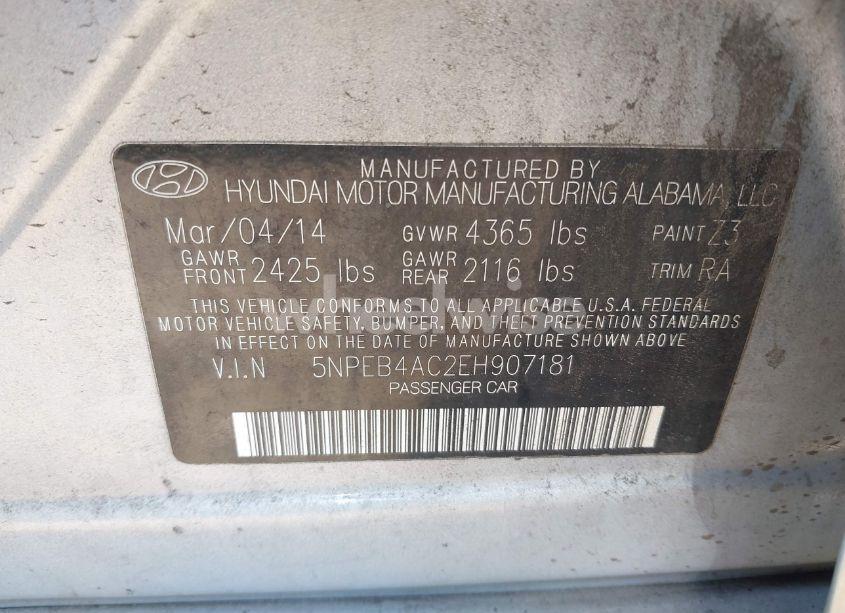 MANUFACTURED BY
HYUNDAI MOTOR MANUFACTURING ALABAMA, LLC
Mar/04/14 GVWR 4365 lbs PAINT Z3
GAWR FRONT 2425 lbs GAWR REAR 2116 lbs TRIM RA
THIS VEHICLE CONFORMS TO ALL APPLICABLE U.S.A. FEDERAL
MOTOR VEHICLE SAFETY, BUMPER, AND THEFT PREVENTION STANDARDS
IN EFFECT ON THE DATE OF MANUFACTURE SHOWN ABOVE
V.I.N 5NPEB4AC2EH907181
PASSENGER CAR